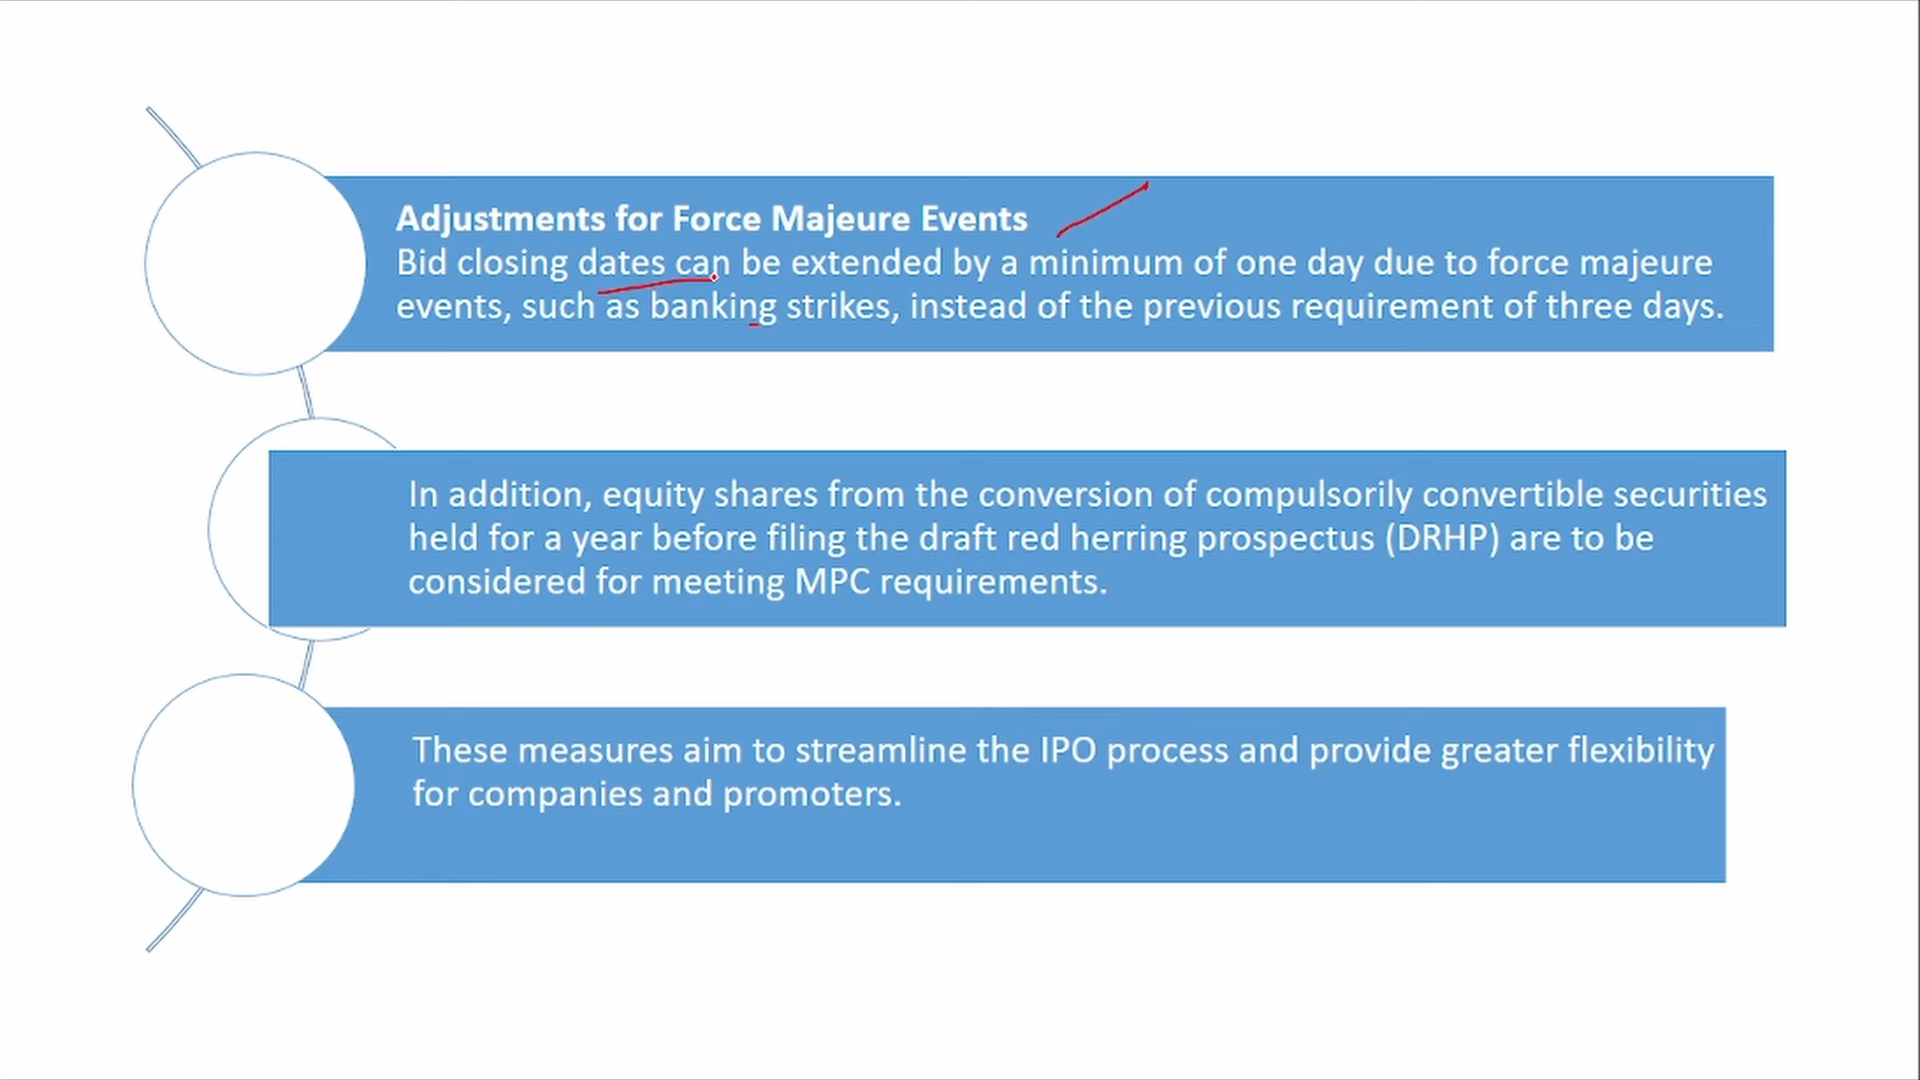 Adjustments for Force Majeure Events
Bid closing dates can be extended by a minimum of one day due to force majeure
events, such as banking strikes, instead of the previous requirement of three days.
In addition, equity shares from the conversion of compulsorily convertible securities
held for a year before filing the draft red herring prospectus (DRHP) are to be
considered for meeting MPC requirements.
These measures aim to streamline the IPO process and provide greater flexibility
for companies and promoters.